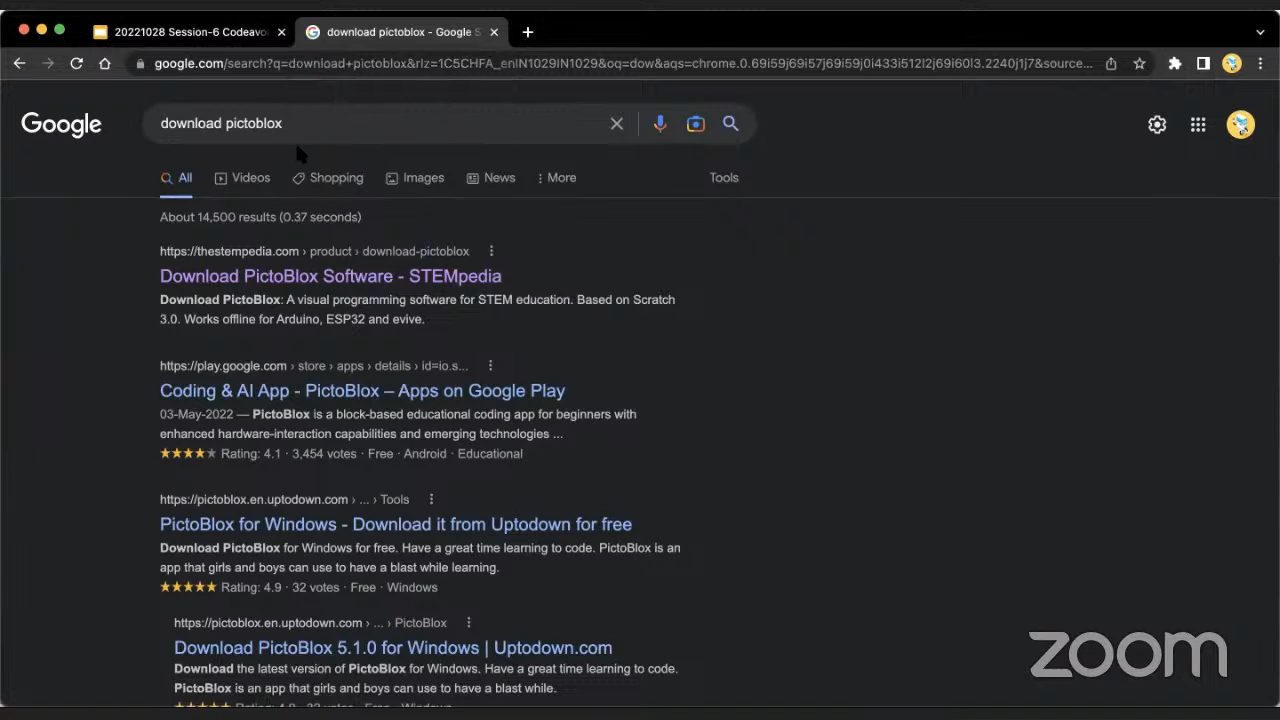 20221028 Session-6 Codeavo
download pictoblox - Google S
google.com/search?q=download+pictoblox&rlz=1C5CHFA_enIN1029IN1029&oq=dow&aqs=chrome.0.69i59j69i57j69i59j0i433i512l2j69i60l3.2240j1j7&source...
Google
download pictoblox
All
Videos
Shopping
Images
News
More
Tools
About 14,500 results (0.37 seconds)
https://thestempedia.com › product › download-pictoblox
Download PictoBlox Software - STEMpedia
Download PictoBlox: A visual programming software for STEM education. Based on Scratch
3.0. Works offline for Arduino, ESP32 and evive.
https://play.google.com › store › apps › details › id=io.s...
Coding & AI App - PictoBlox – Apps on Google Play
03-May-2022 — PictoBlox is a block-based educational coding app for beginners with
enhanced hardware-interaction capabilities and emerging technologies ...
Rating: 4.1 · 3,454 votes · Free · Android · Educational
https://pictoblox.en.uptodown.com › ... › Tools
PictoBlox for Windows - Download it from Uptodown for free
Download PictoBlox for Windows for free. Have a great time learning to code. PictoBlox is an
app that girls and boys can use to have a blast while learning.
Rating: 4.9 · 32 votes · Free · Windows
https://pictoblox.en.uptodown.com › ... › PictoBlox
Download PictoBlox 5.1.0 for Windows | Uptodown.com
Download the latest version of PictoBlox for Windows. Have a great time learning to code.
PictoBlox is an app that girls and boys can use to have a blast while.
zoom